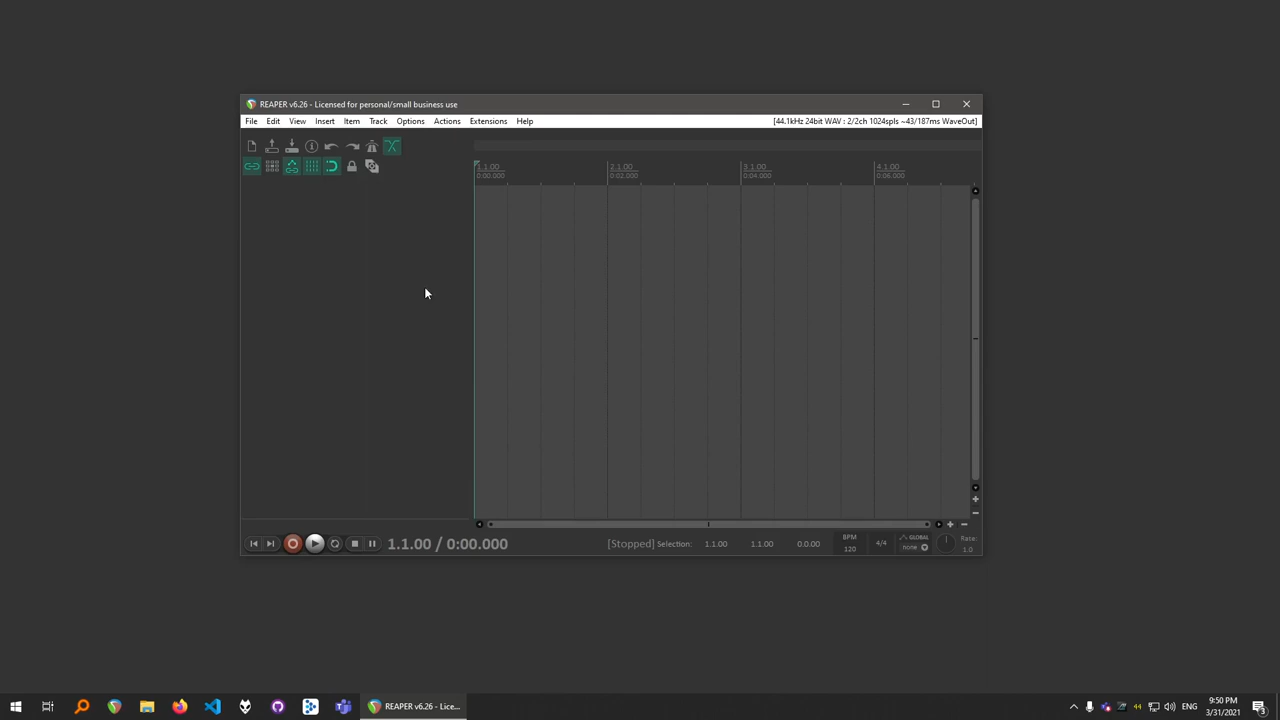 REAPER v6.26 - Licensed for personal/small business use
File Edit View Insert Item Track Options Actions Extensions Help [44.1kHz 24bit WAV : 2/2ch 1024spls ~43/187ms WaveOut]
1.1.00 2.1.00 3.1.00 4.1.00
0:00.000 0:02.000 0:04.000 0:06.000
1.1.00 / 0:00.000 [Stopped] Selection: 1.1.00 1.1.00 0.0.00 BPM 120 4/4 GLOBAL none Rate: 1.0
REAPER v6.26 - Lice... 44 ENG 9:50 PM
3/31/2021 3